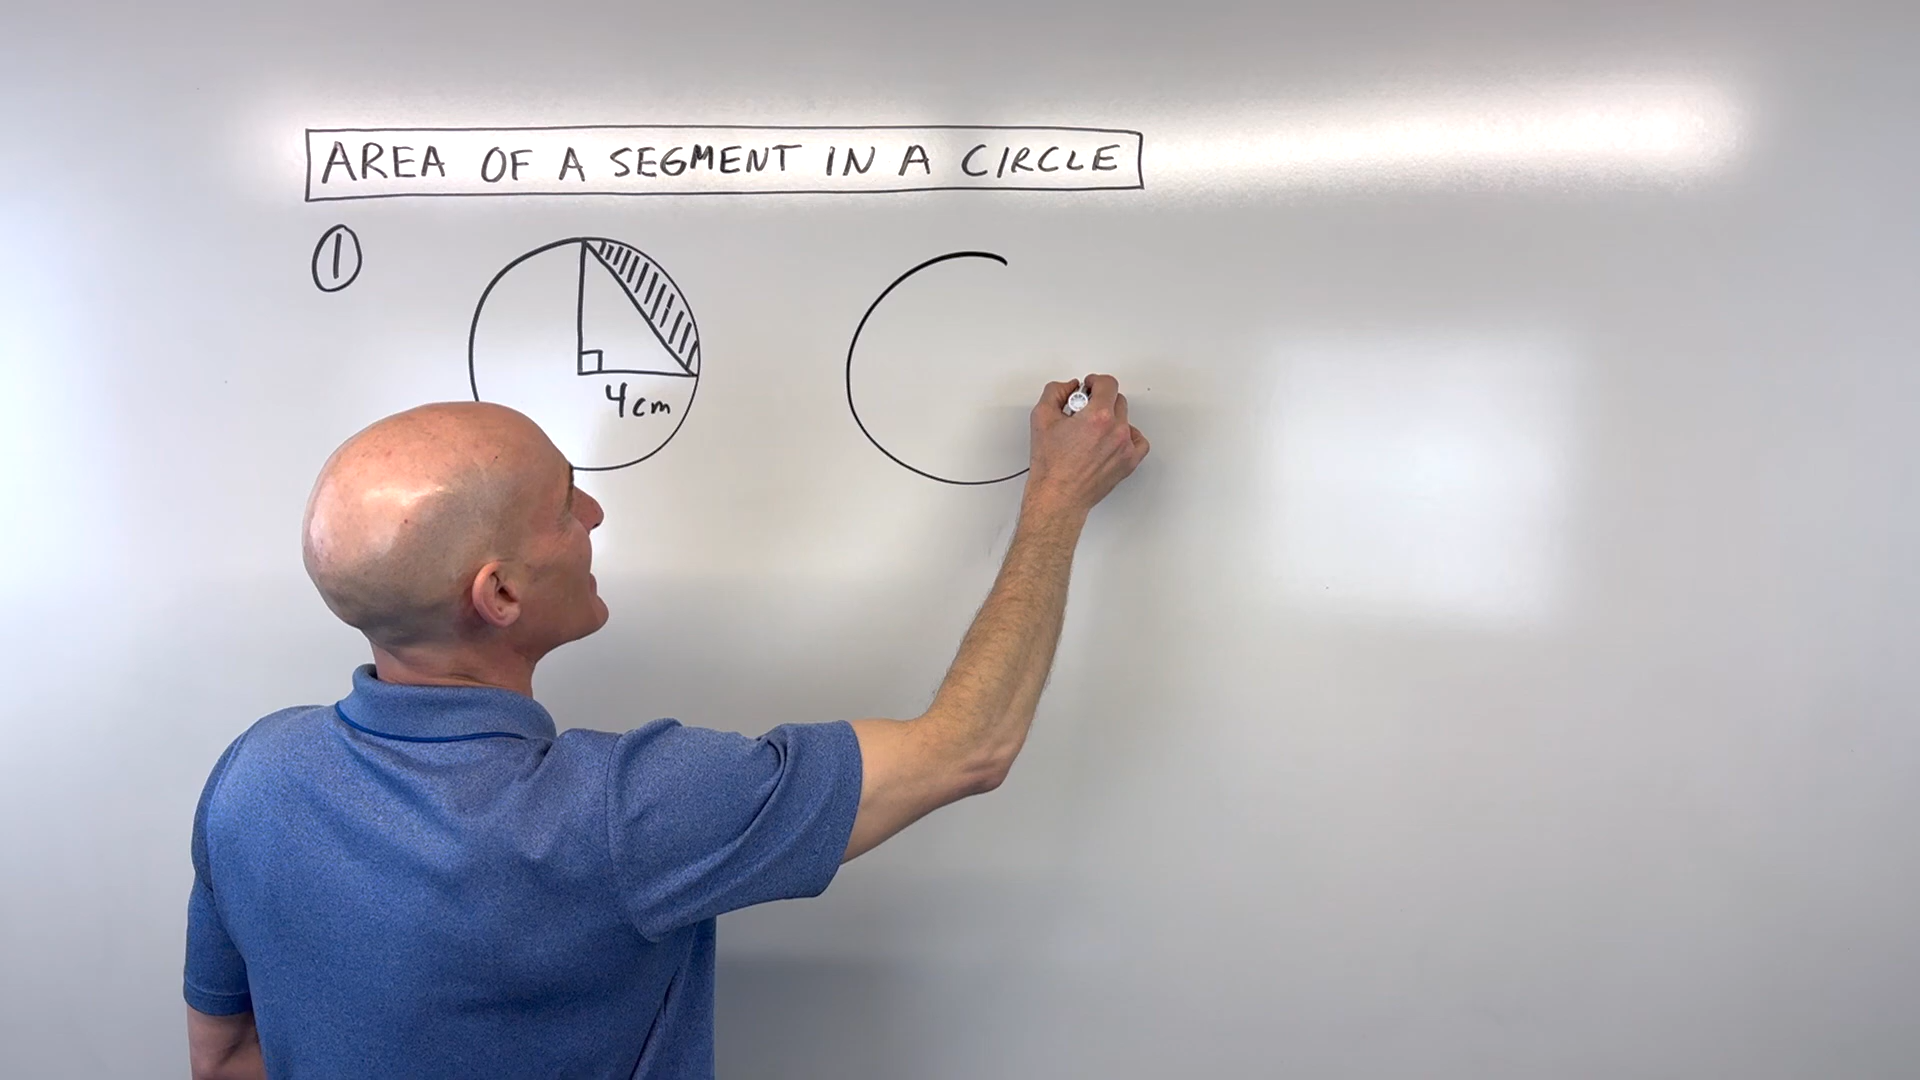 AREA OF A SEGMENT IN A CIRCLE
1
4cm